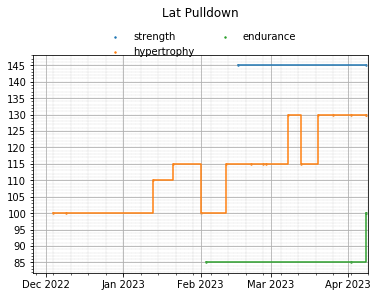 Lat Pulldown
strength
endurance
hypertrophy
145
140
135
130
125
120
115
110
105
100
95
90
85
Dec 2022
Jan 2023
Feb 2023
Mar 2023
Apr 2023